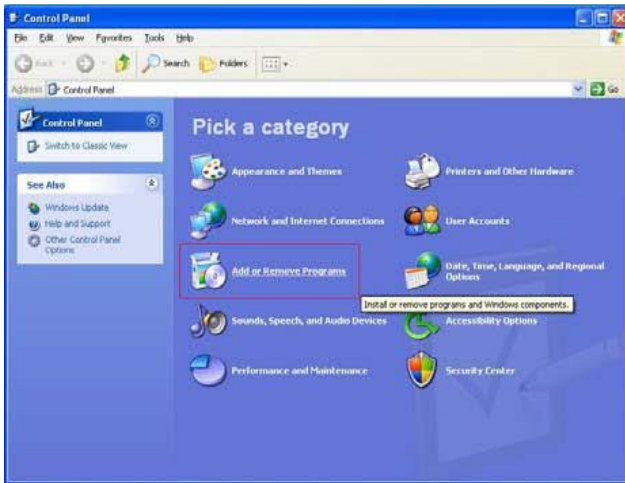 Control Panel
File Edit View Favorites Tools Help
Back Search Folders
Address Control Panel Go
Control Panel
Switch to Classic View
See Also
Windows Update
Help and Support
Other Control Panel
Options
Pick a category
Appearance and Themes
Printers and Other Hardware
Network and Internet Connections
User Accounts
Add or Remove Programs
Date, Time, Language, and Regional
Options
Install or remove programs and Windows components.
Sounds, Speech, and Audio Devices
Accessibility Options
Performance and Maintenance
Security Center